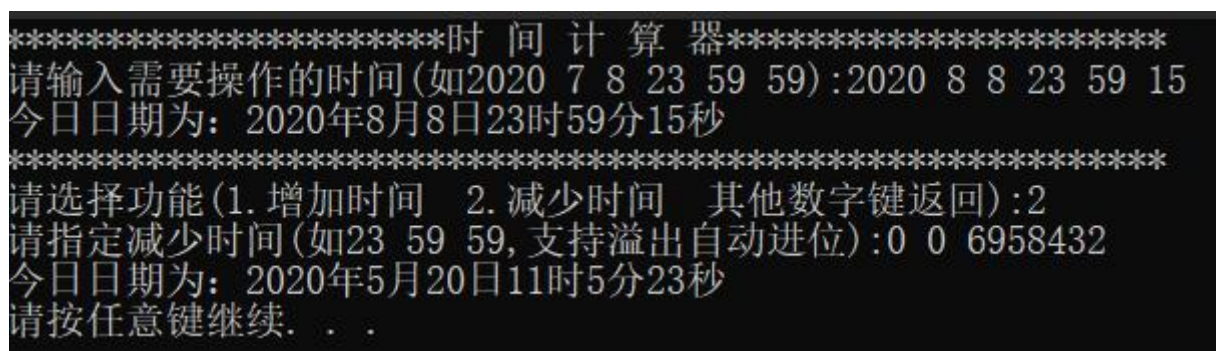 **********************时 间 计 算 器**********************
请输入需要操作的时间(如2020 7 8 23 59 59):2020 8 8 23 59 15
今日日期为：2020年8月8日23时59分15秒
**********************************************************
请选择功能(1.增加时间  2.减少时间  其他数字键返回):2
请指定减少时间(如23 59 59,支持溢出自动进位):0 0 6958432
今日日期为：2020年5月20日11时5分23秒
请按任意键继续. . .